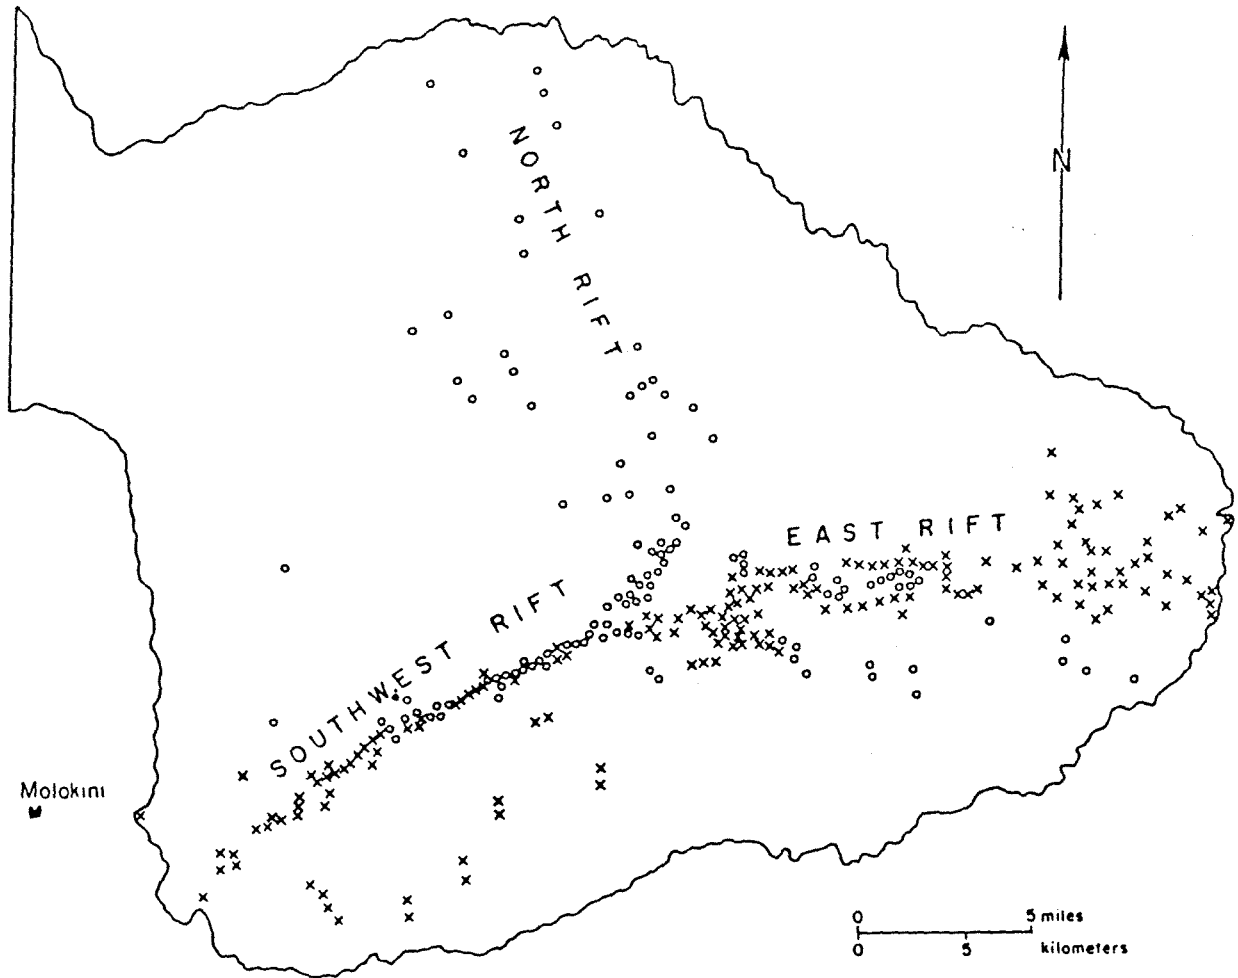 N
NORTH RIFT
EAST RIFT
SOUTHWEST RIFT
Molokini
0 5 miles
0 5 kilometers